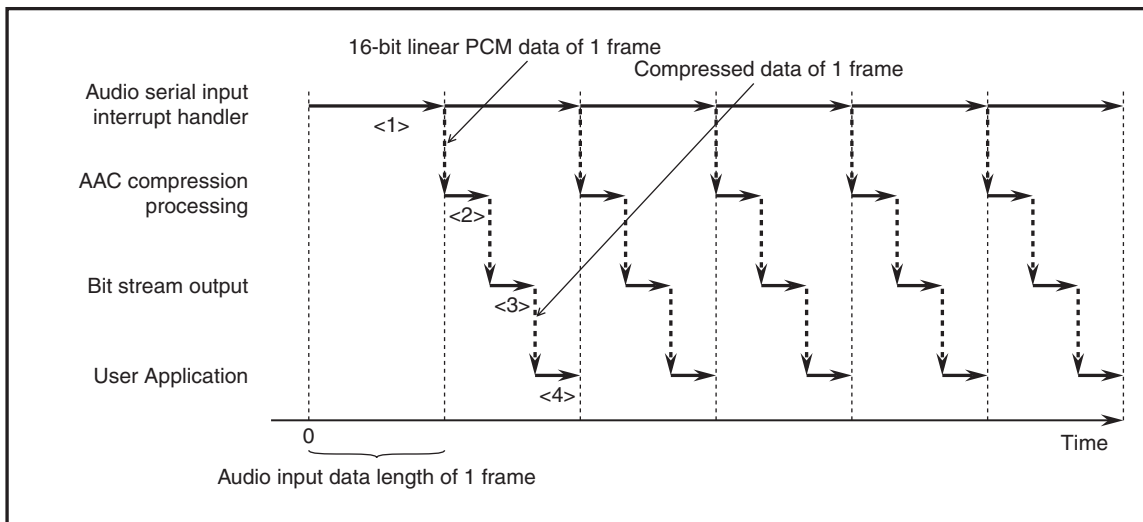 16-bit linear PCM data of 1 frame
Compressed data of 1 frame
Audio serial input
interrupt handler
<1>
AAC compression
processing
<2>
Bit stream output
<3>
User Application
<4>
0
Time
Audio input data length of 1 frame